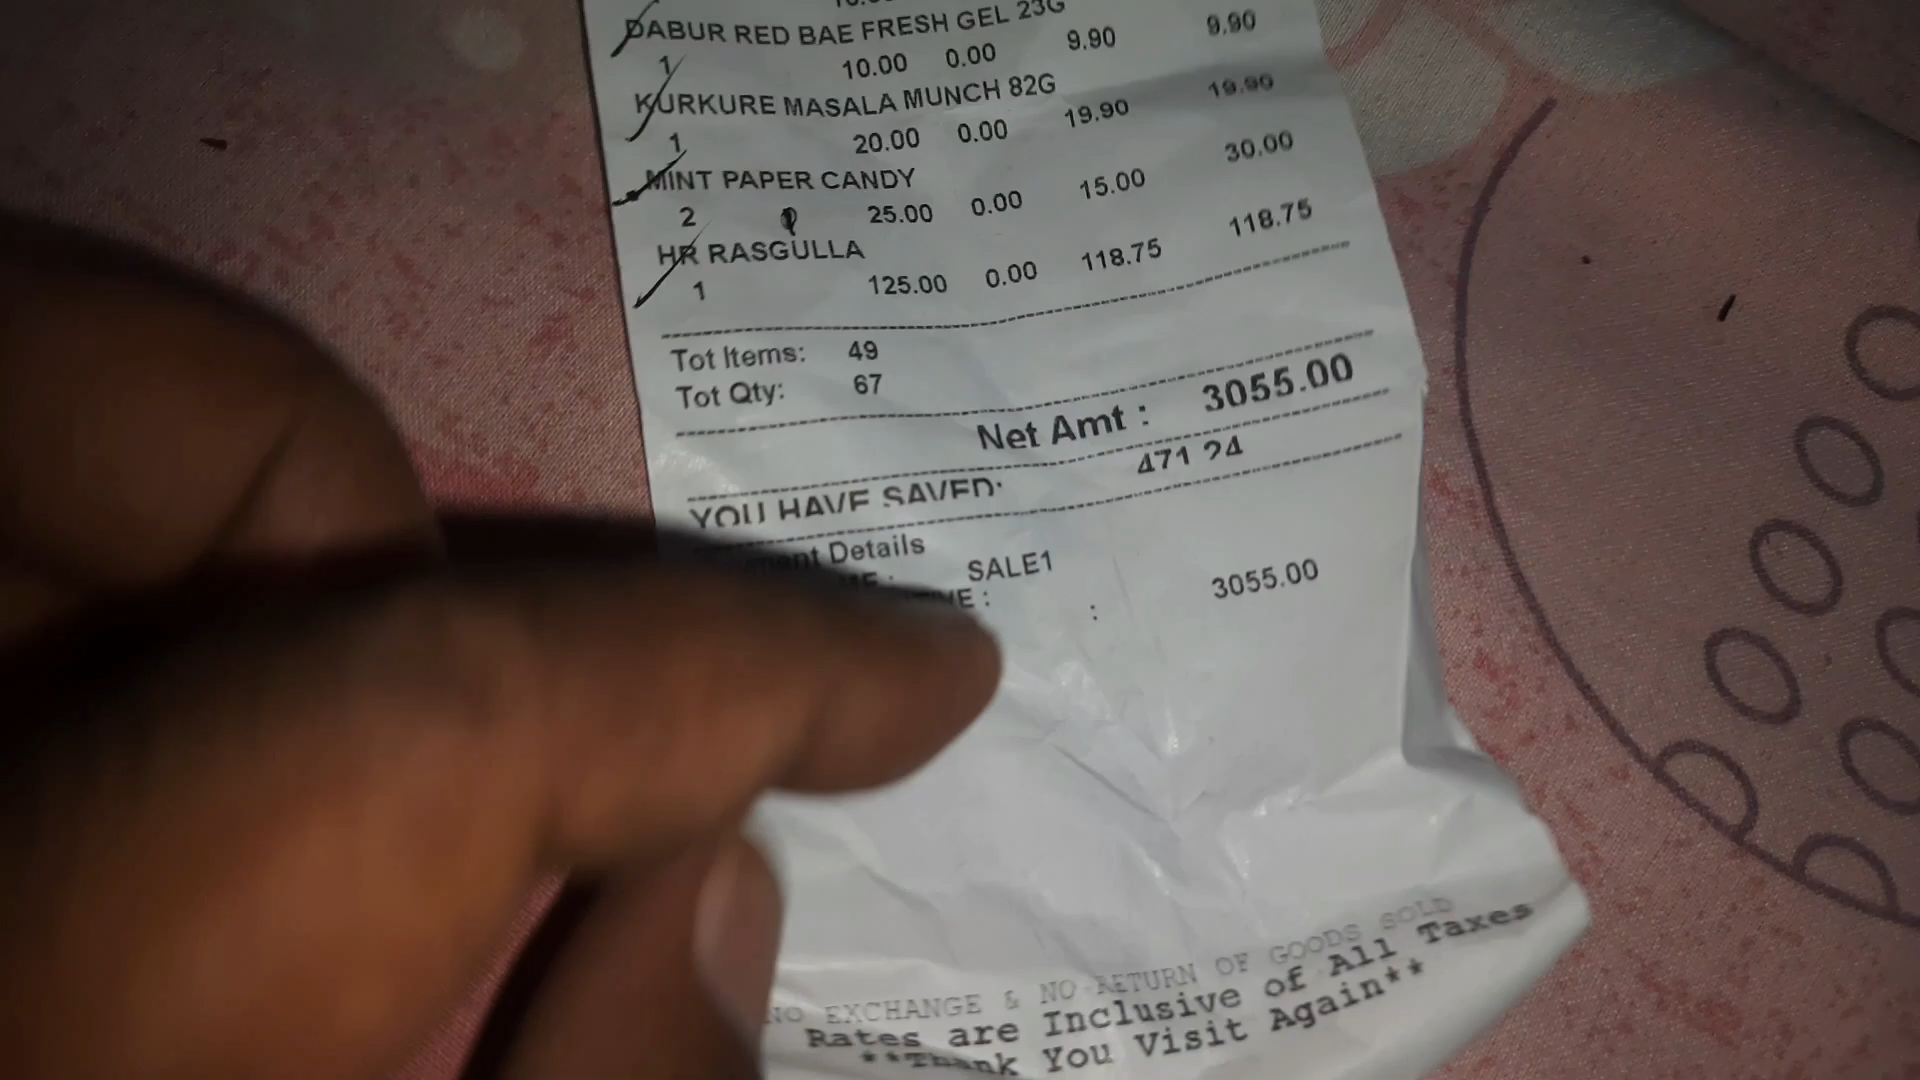 DABUR RED BAE FRESH GEL 23G
1 10.00 0.00 9.90 9.90
KURKURE MASALA MUNCH 82G
1 20.00 0.00 19.90 19.90
MINT PAPER CANDY
2 25.00 0.00 15.00 30.00
HR RASGULLA
1 125.00 0.00 118.75 118.75
Tot Items: 49
Tot Qty: 67
Net Amt : 3055.00
YOU HAVE SAVED: 471.24
Details
SALE1
: 3055.00
NO EXCHANGE & NO RETURN OF GOODS SOLD
Rates are Inclusive of All Taxes
**Thank You Visit Again**